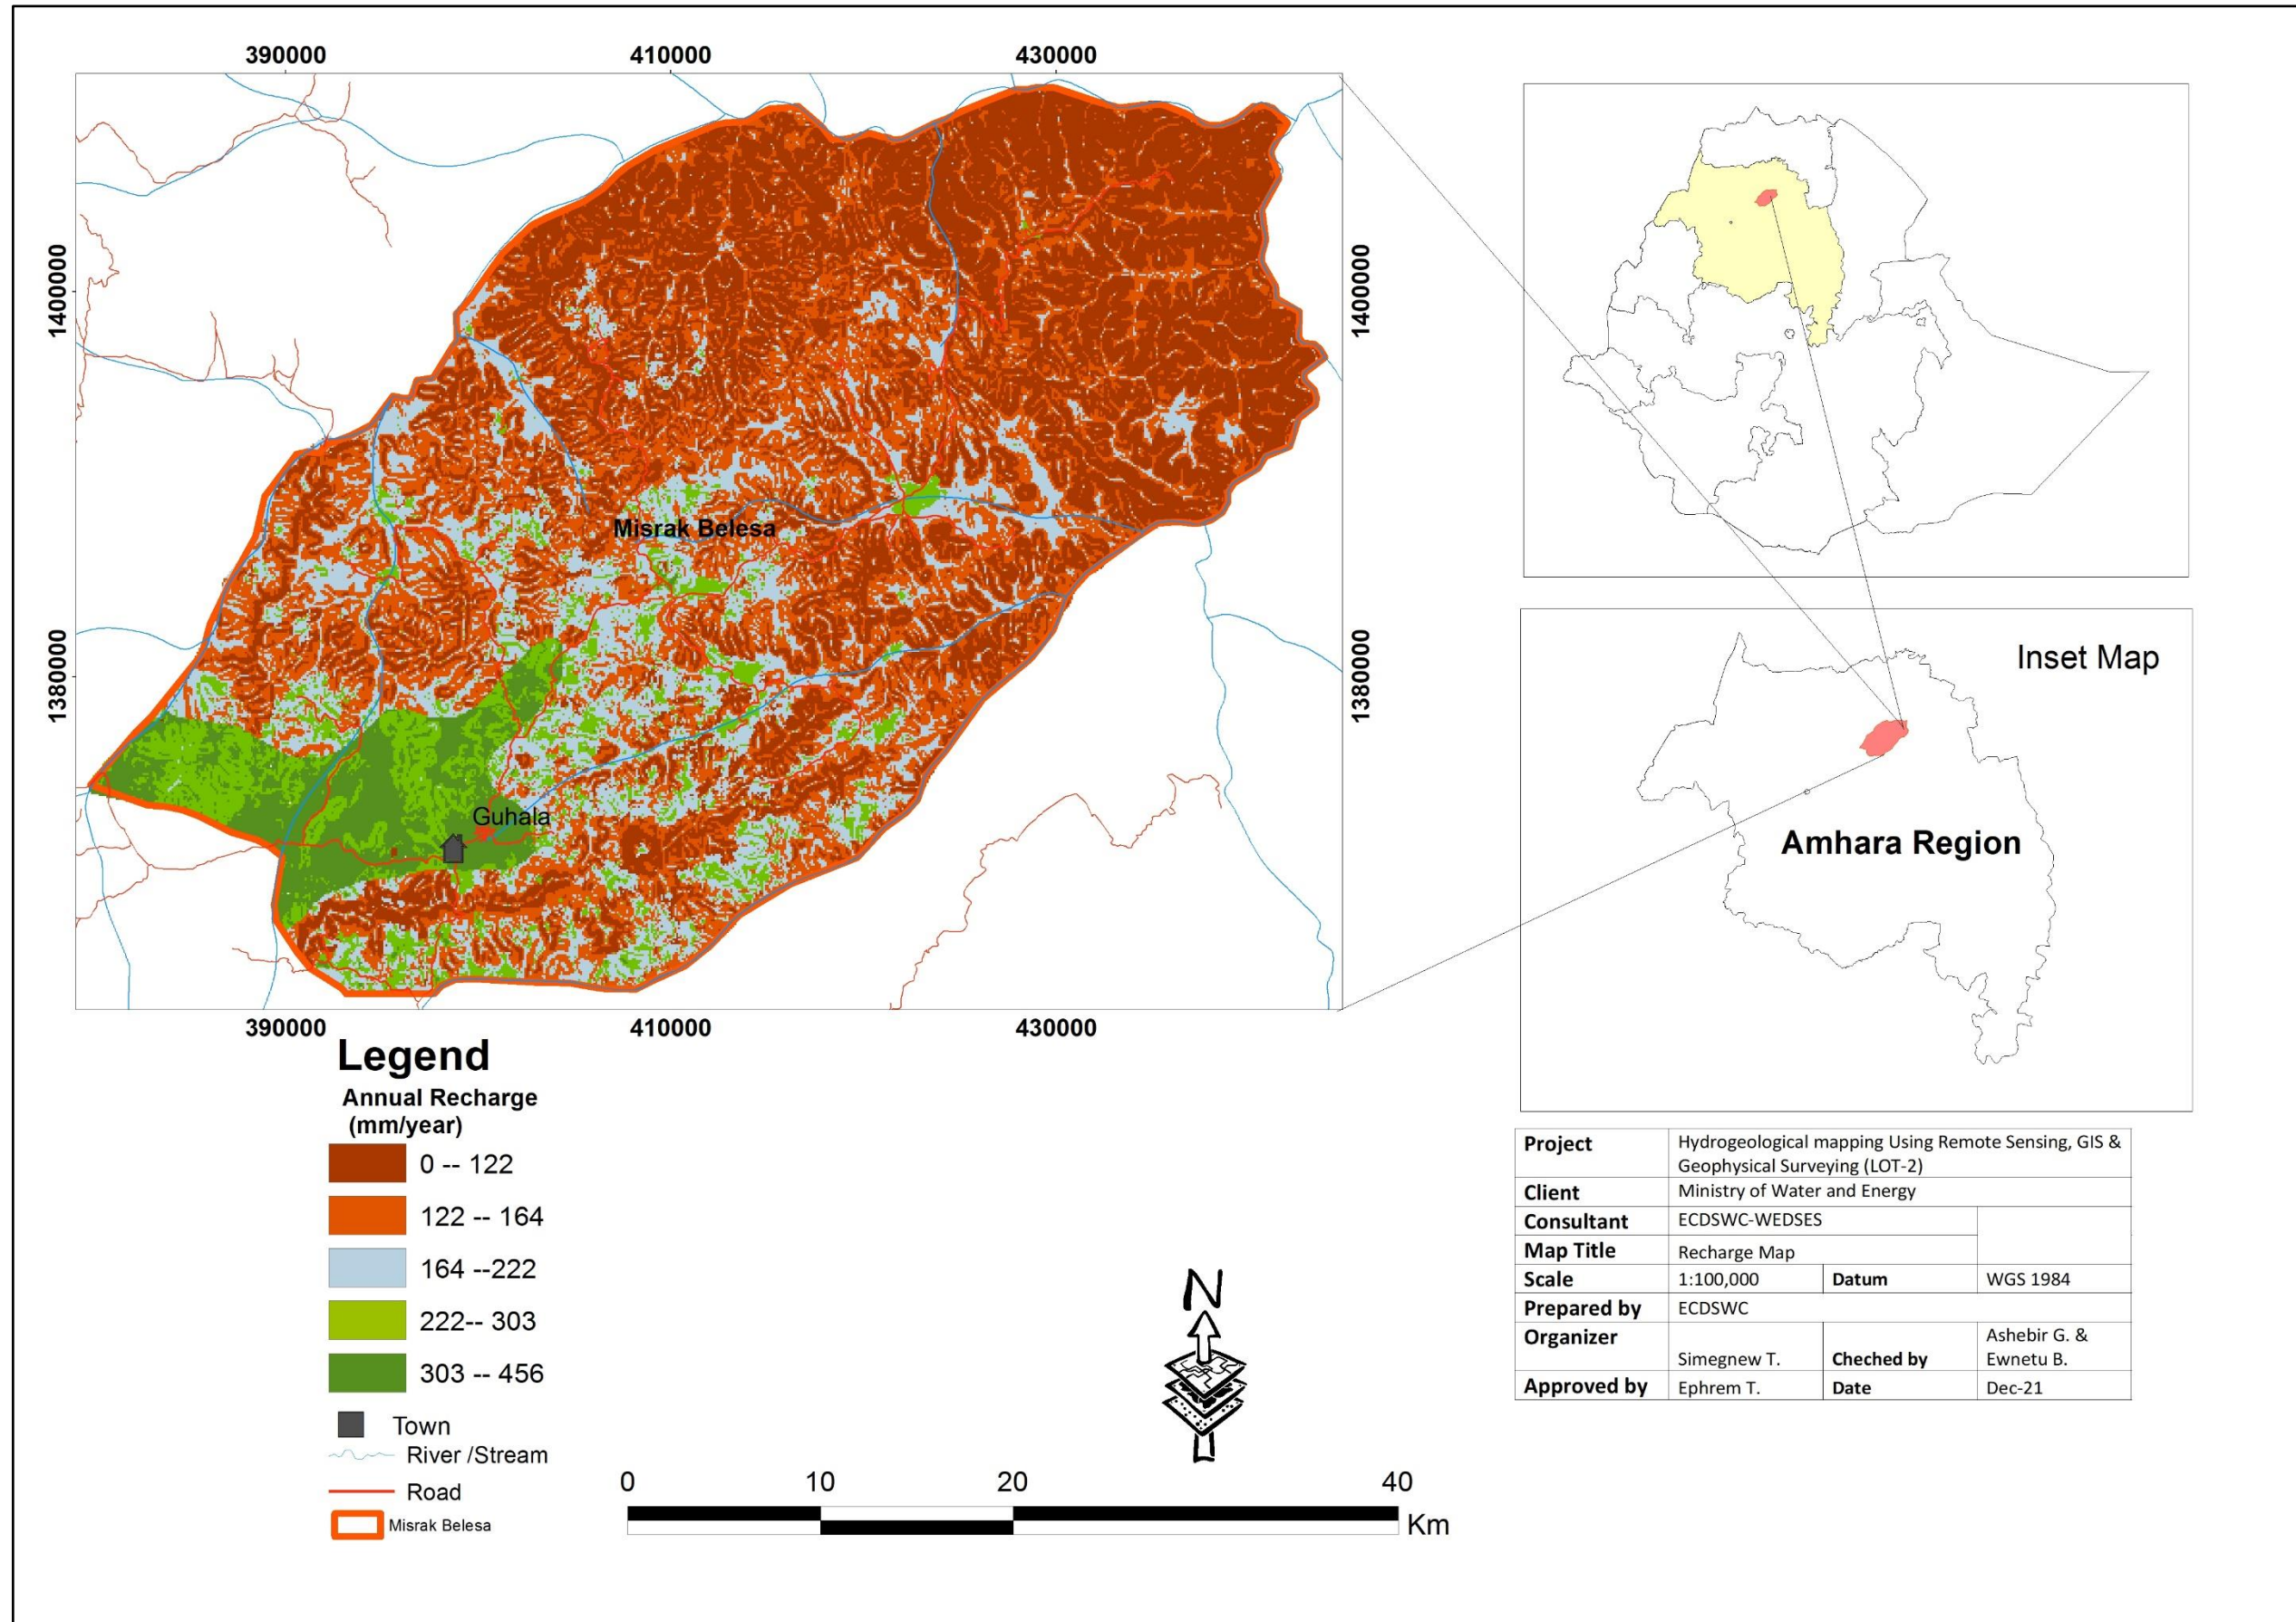 390000 410000 430000
1400000 1400000
Misrak Belesa
1380000 1380000
Guhala
390000 410000 430000
Inset Map
Amhara Region
Legend
Annual Recharge
(mm/year)
0 -- 122
122 -- 164
164 --222
222-- 303
303 -- 456
Town
River /Stream
Road
Misrak Belesa
N
0 10 20 40
Km
Project Hydrogeological mapping Using Remote Sensing, GIS &
Geophysical Surveying (LOT-2)
Client Ministry of Water and Energy
Consultant ECDSWC-WEDSES
Map Title Recharge Map
Scale 1:100,000 Datum WGS 1984
Prepared by ECDSWC
Organizer Simegnew T. Cheched by Ashebir G. &
Ewnetu B.
Approved by Ephrem T. Date Dec-21